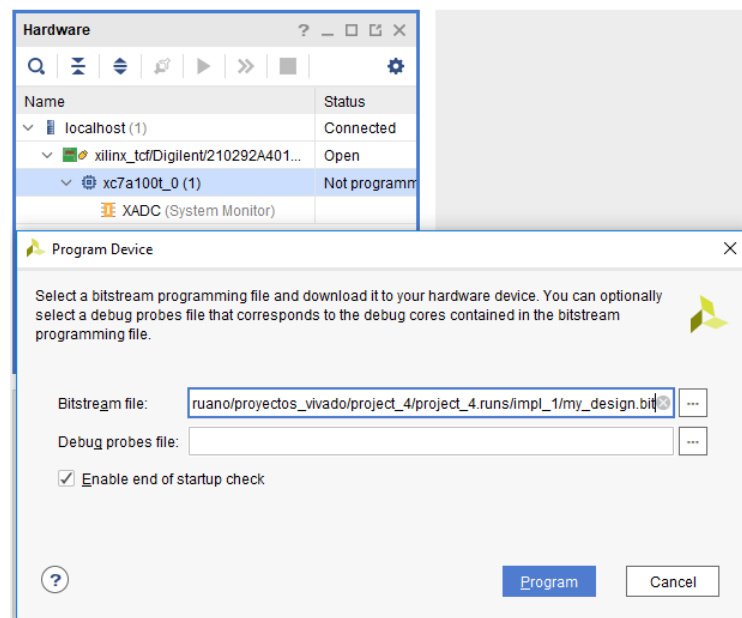 Hardware
Name Status
localhost (1) Connected
xilinx_tcf/Digilent/210292A401... Open
xc7a100t_0 (1) Not programm
XADC (System Monitor)
Program Device
Select a bitstream programming file and download it to your hardware device. You can optionally
select a debug probes file that corresponds to the debug cores contained in the bitstream
programming file.
Bitstream file: ruano/proyectos_vivado/project_4/project_4.runs/impl_1/my_design.bit ...
Debug probes file: ...
Enable end of startup check
? Program Cancel